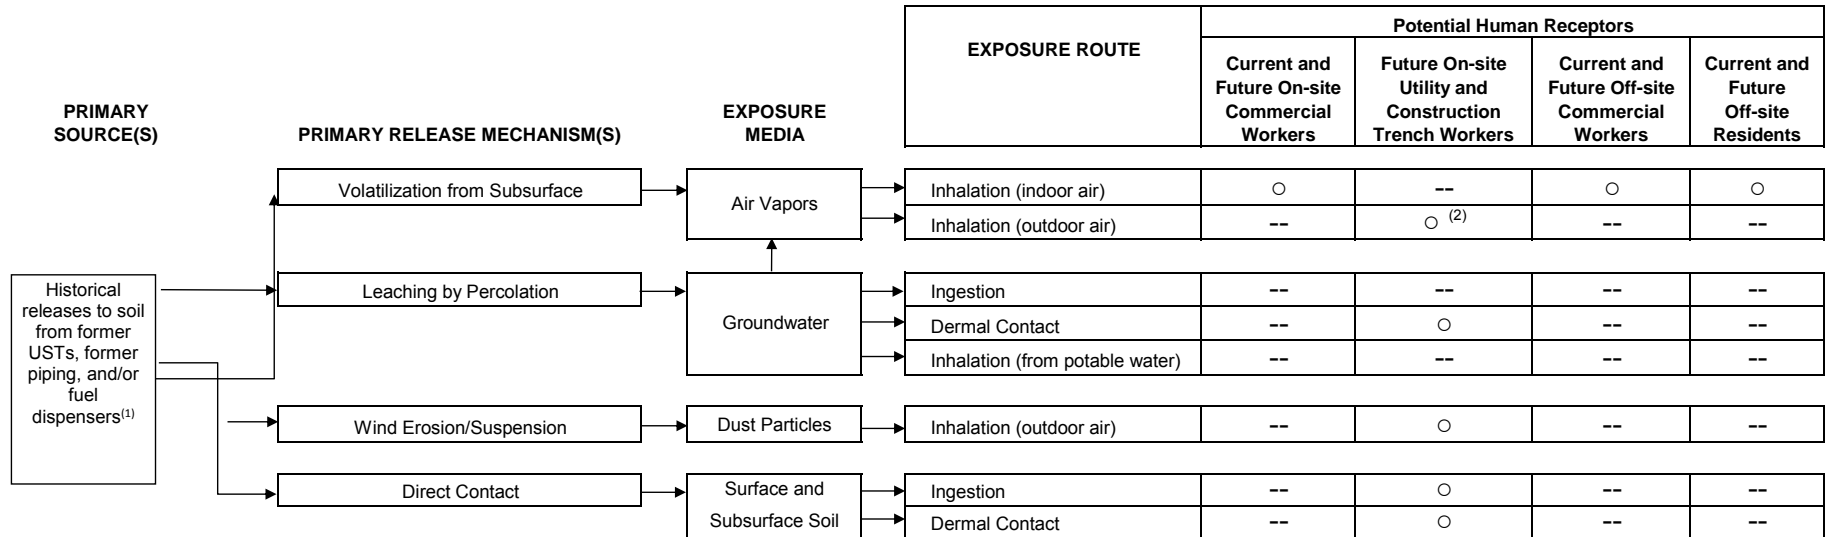 Potential Human Receptors
EXPOSURE ROUTE
Current and
Future On-site
Commercial
Workers
Future On-site
Utility and
Construction
Trench Workers
Current and
Future Off-site
Commercial
Workers
Current and
Future
Off-site
Residents
PRIMARY
SOURCE(S)
PRIMARY RELEASE MECHANISM(S)
EXPOSURE
MEDIA
Historical
releases to soil
from former
USTs, former
piping, and/or
fuel
dispensers(1)
Volatilization from Subsurface
Air Vapors
Inhalation (indoor air) ○ -- ○ ○
Inhalation (outdoor air) -- ○ (2) -- --
Leaching by Percolation
Groundwater
Ingestion -- -- -- --
Dermal Contact -- ○ -- --
Inhalation (from potable water) -- -- -- --
Wind Erosion/Suspension
Dust Particles
Inhalation (outdoor air) -- ○ -- --
Direct Contact
Surface and
Subsurface Soil
Ingestion -- ○ -- --
Dermal Contact -- ○ -- --